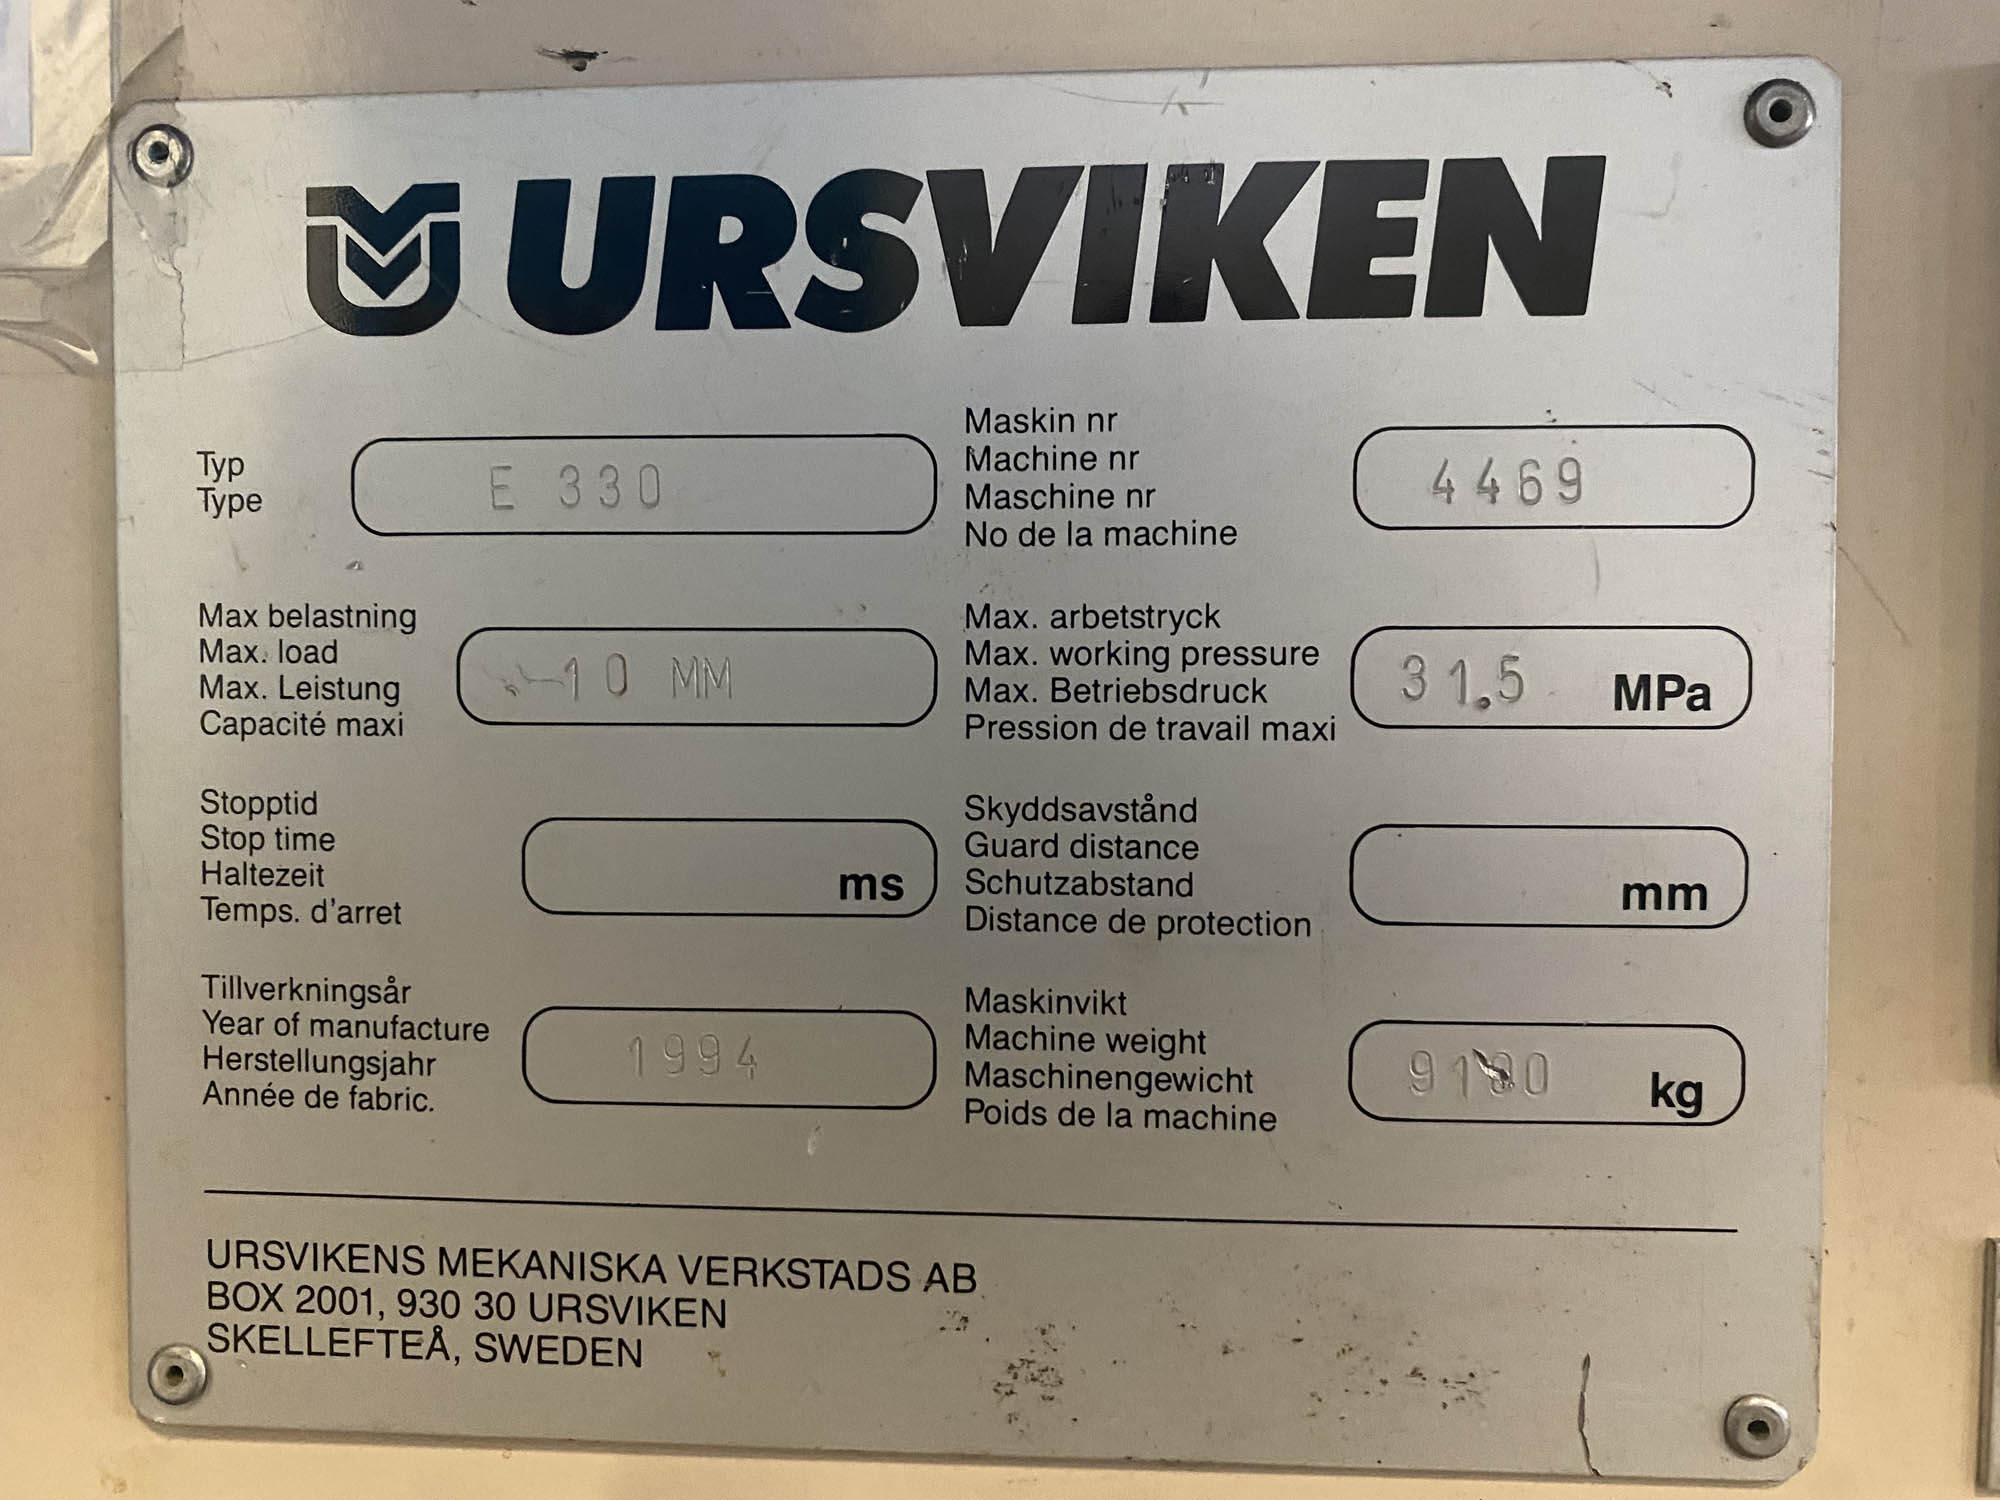 URSVIKEN
Typ
Type
E 330
Maskin nr
Machine nr
Maschine nr
No de la machine
4469
Max belastning
Max. load
Max. Leistung
Capacité maxi
10 MM
Max. arbetstryck
Max. working pressure
Max. Betriebsdruck
Pression de travail maxi
31.5 MPa
Stopptid
Stop time
Haltezeit
Temps. d'arret
ms
Skyddsavstånd
Guard distance
Schutzabstand
Distance de protection
mm
Tillverkningsår
Year of manufacture
Herstellungsjahr
Année de fabric.
1994
Maskinvikt
Machine weight
Maschinengewicht
Poids de la machine
kg
URSVIKENS MEKANISKA VERKSTADS AB
BOX 2001, 930 30 URSVIKEN
SKELLEFTEÅ, SWEDEN